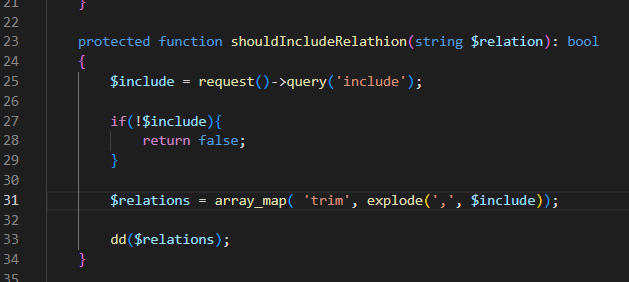 21 }
22
23 protected function shouldIncludeRelathion(string $relation): bool
24 {
25 $include = request()->query('include');
26
27 if(!$include){
28 return false;
29 }
30
31 $relations = array_map( 'trim', explode(',', $include));
32
33 dd($relations);
34 }
35